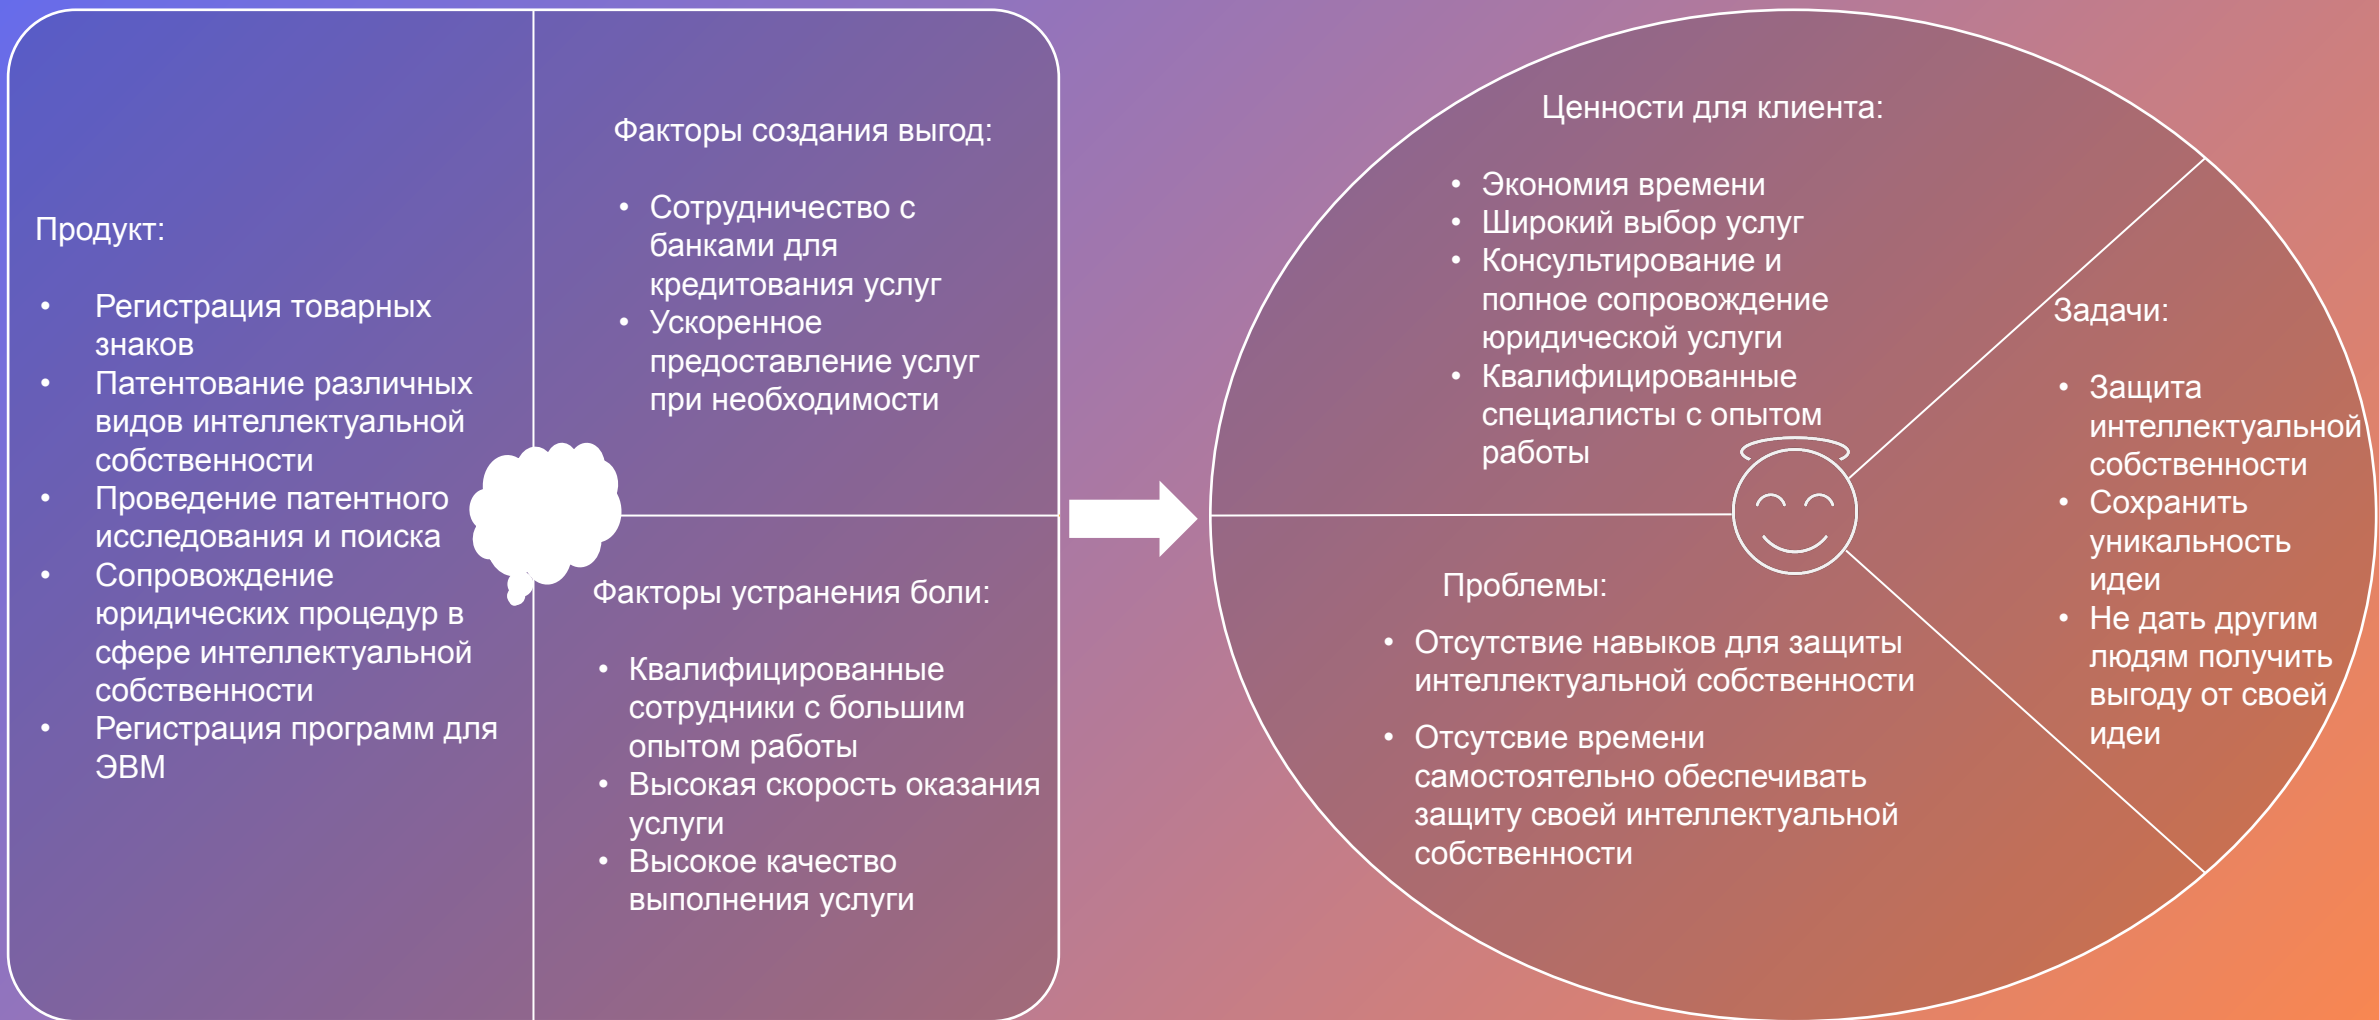 Продукт:
• Регистрация товарных
знаков
• Патентование различных
видов интеллектуальной
собственности
• Проведение патентного
исследования и поиска
• Сопровождение
юридических процедур в
сфере интеллектуальной
собственности
• Регистрация программ для
ЭВМ
Факторы создания выгод:
• Сотрудничество с
банками для
кредитования услуг
• Ускоренное
предоставление услуг
при необходимости
Факторы устранения боли:
• Квалифицированные
сотрудники с большим
опытом работы
• Высокая скорость оказания
услуги
• Высокое качество
выполнения услуги
Ценности для клиента:
• Экономия времени
• Широкий выбор услуг
• Консультирование и
полное сопровождение
юридической услуги
• Квалифицированные
специалисты с опытом
работы
Проблемы:
• Отсутствие навыков для защиты
интеллектуальной собственности
• Отсутсвие времени
самостоятельно обеспечивать
защиту своей интеллектуальной
собственности
Задачи:
• Защита
интеллектуальной
собственности
• Сохранить
уникальность
идеи
• Не дать другим
людям получить
выгоду от своей
идеи